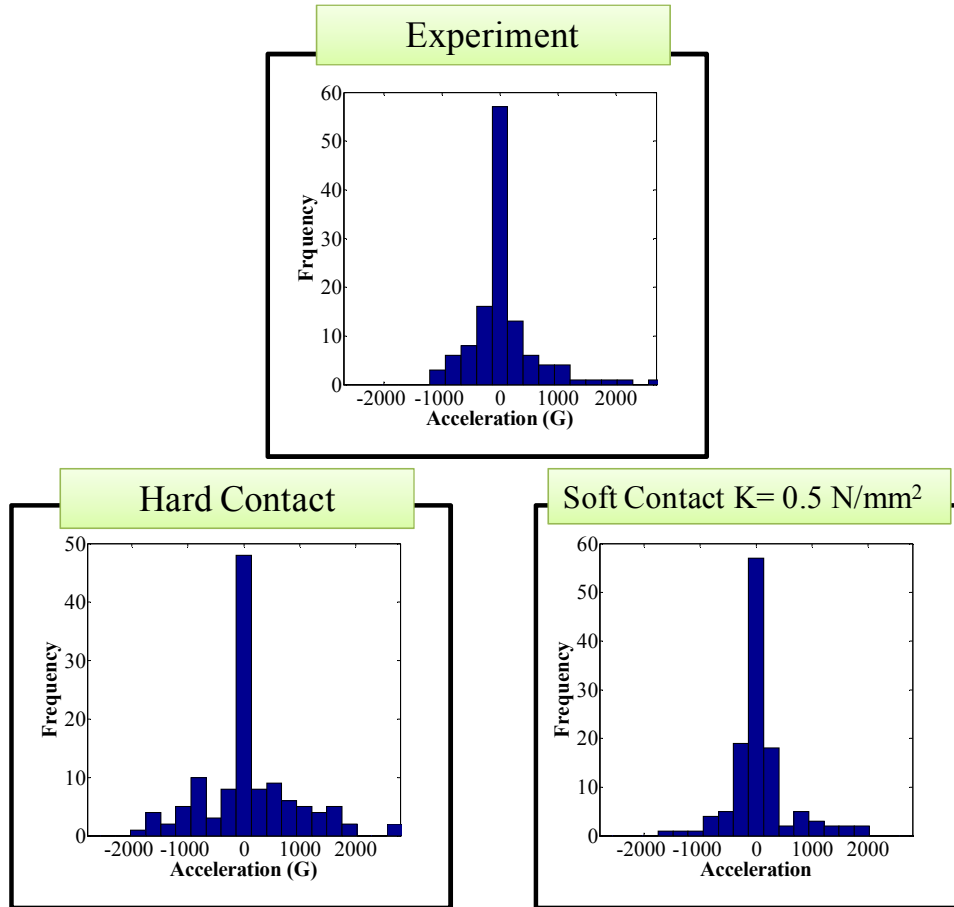 Experiment
60
50
40
30
20
10
0
Frquency
-2000 -1000 0 1000 2000
Acceleration (G)
Hard Contact
50
40
30
20
10
0
Frequency
-2000 -1000 0 1000 2000
Acceleration (G)
Soft Contact K= 0.5 N/mm²
60
50
40
30
20
10
0
Frequency
-2000 -1000 0 1000 2000
Acceleration